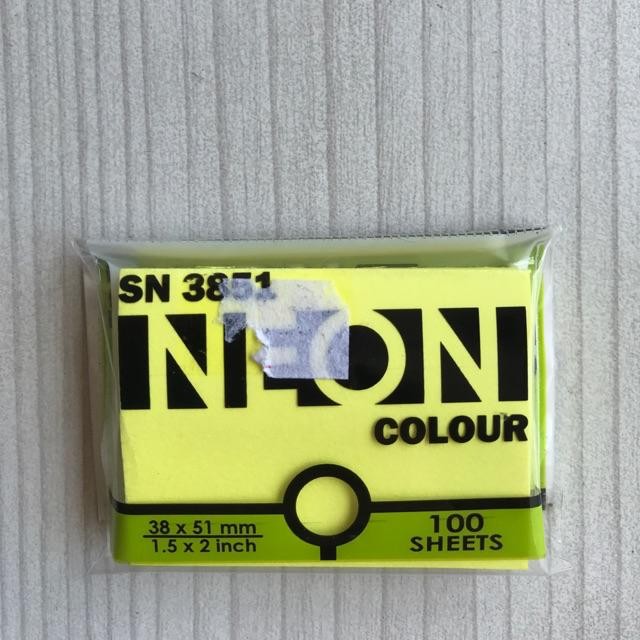 SN 3851
NEON
COLOUR
38 x 51 mm
1.5 x 2 inch
100
SHEETS